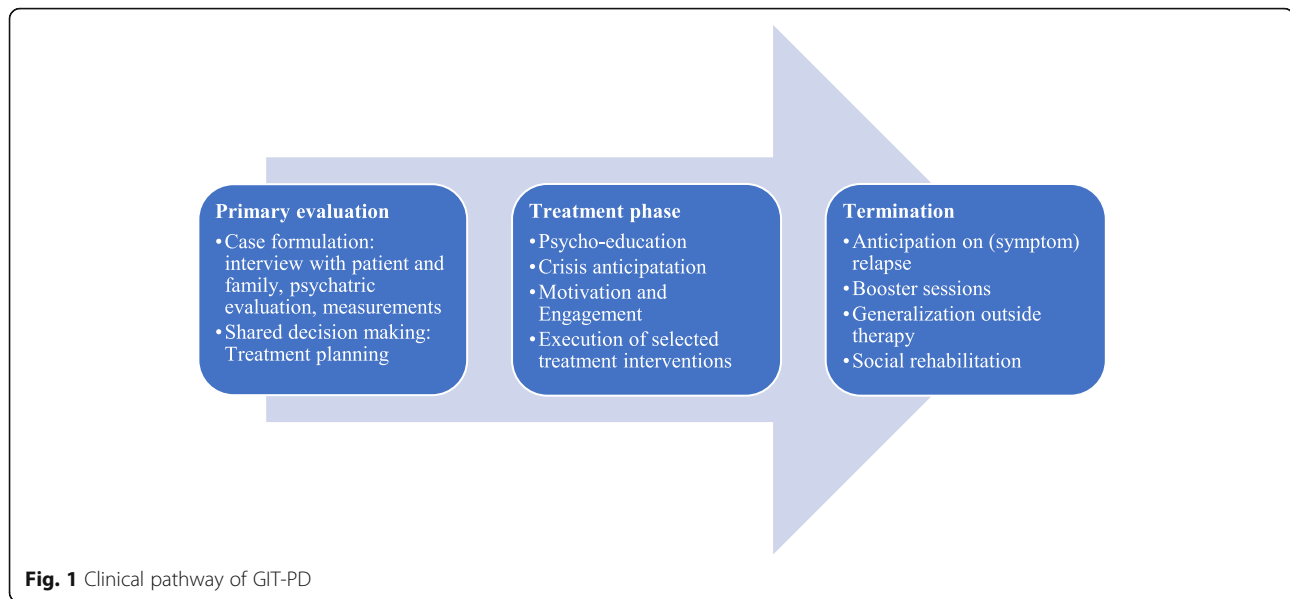 Primary evaluation
•Case formulation:
interview with patient and
family, psychatric
evaluation, measurements
•Shared decision making:
Treatment planning
Treatment phase
•Psycho-education
•Crisis anticipatation
•Motivation and
Engagement
•Execution of selected
treatment interventions
Termination
•Anticipation on (symptom)
relapse
•Booster sessions
•Generalization outside
therapy
•Social rehabilitation
Fig. 1 Clinical pathway of GIT-PD